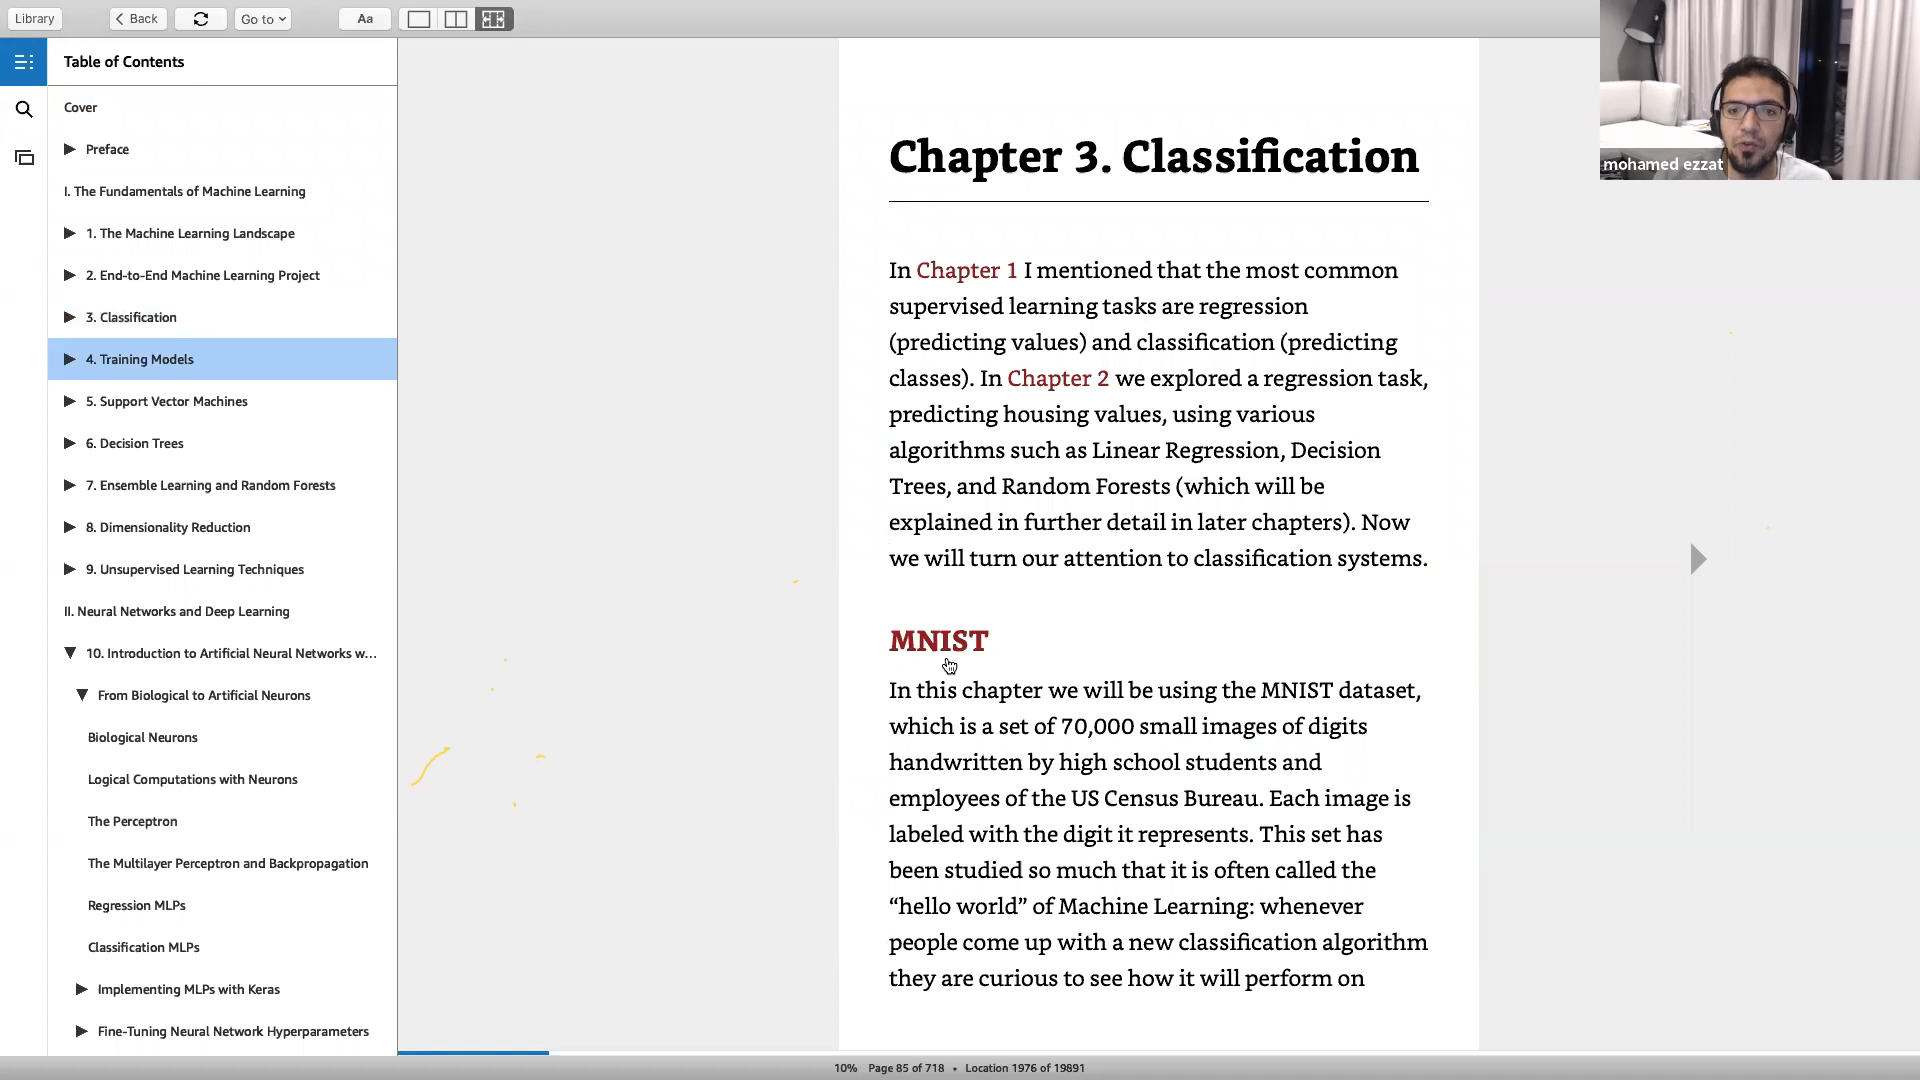 Library
Back
Go to
Aa
Table of Contents
Cover
Preface
I. The Fundamentals of Machine Learning
1. The Machine Learning Landscape
2. End-to-End Machine Learning Project
3. Classification
4. Training Models
5. Support Vector Machines
6. Decision Trees
7. Ensemble Learning and Random Forests
8. Dimensionality Reduction
9. Unsupervised Learning Techniques
II. Neural Networks and Deep Learning
10. Introduction to Artificial Neural Networks w...
From Biological to Artificial Neurons
Biological Neurons
Logical Computations with Neurons
The Perceptron
The Multilayer Perceptron and Backpropagation
Regression MLPs
Classification MLPs
Implementing MLPs with Keras
Fine-Tuning Neural Network Hyperparameters
Chapter 3. Classification
In Chapter 1 I mentioned that the most common
supervised learning tasks are regression
(predicting values) and classification (predicting
classes). In Chapter 2 we explored a regression task,
predicting housing values, using various
algorithms such as Linear Regression, Decision
Trees, and Random Forests (which will be
explained in further detail in later chapters). Now
we will turn our attention to classification systems.
MNIST
In this chapter we will be using the MNIST dataset,
which is a set of 70,000 small images of digits
handwritten by high school students and
employees of the US Census Bureau. Each image is
labeled with the digit it represents. This set has
been studied so much that it is often called the
“hello world” of Machine Learning: whenever
people come up with a new classification algorithm
they are curious to see how it will perform on
mohamed ezzat
10% Page 85 of 718 • Location 1976 of 19891